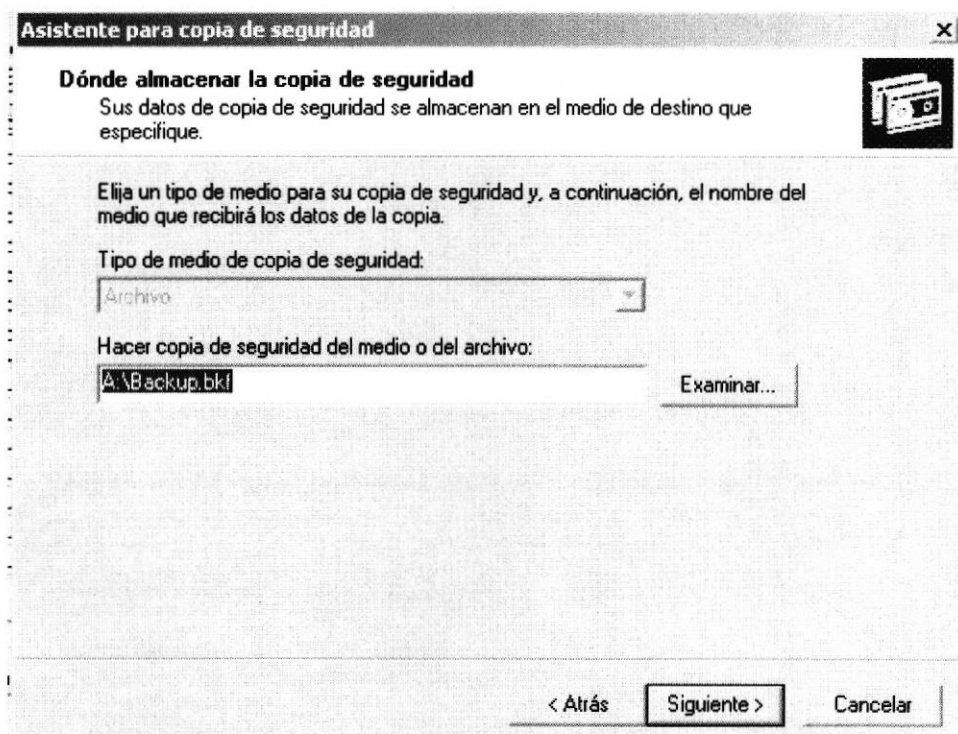 Asistente para copia de seguridad
Dónde almacenar la copia de seguridad
Sus datos de copia de seguridad se almacenan en el medio de destino que
especifique.
Elija un tipo de medio para su copia de seguridad y, a continuación, el nombre del
medio que recibirá los datos de la copia.
Tipo de medio de copia de seguridad:
Archivo
Hacer copia de seguridad del medio o del archivo:
A:\Backup.bkf
Examinar...
< Atrás
Siguiente >
Cancelar